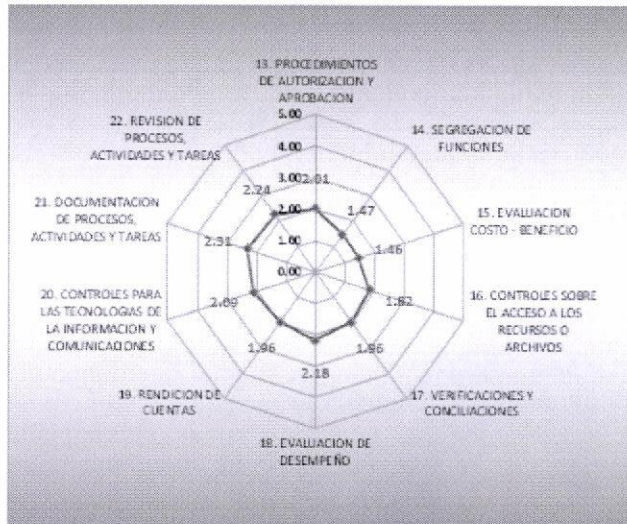 13. PROCEDIMIENTOS
DE AUTORIZACION Y
APROBACION
5.00
4.00
3.00
2.00
1.00
0.00
2.01
14. SEGREGACION DE
FUNCIONES
1.47
15. EVALUACION
COSTO - BENEFICIO
1.46
16. CONTROLES SOBRE
EL ACCESO A LOS
RECURSOS O
ARCHIVOS
1.82
17. VERIFICACIONES Y
CONCILIACIONES
1.96
18. EVALUACION DE
DESEMPEÑO
2.18
19. RENDICION DE
CUENTAS
1.96
20. CONTROLES PARA
LAS TECNOLOGIAS DE
LA INFORMACION Y
COMUNICACIONES
2.09
21. DOCUMENTACION
DE PROCESOS,
ACTIVIDADES Y TAREAS
2.31
22. REVISION DE
PROCESOS,
ACTIVIDADES Y TAREAS
2.24